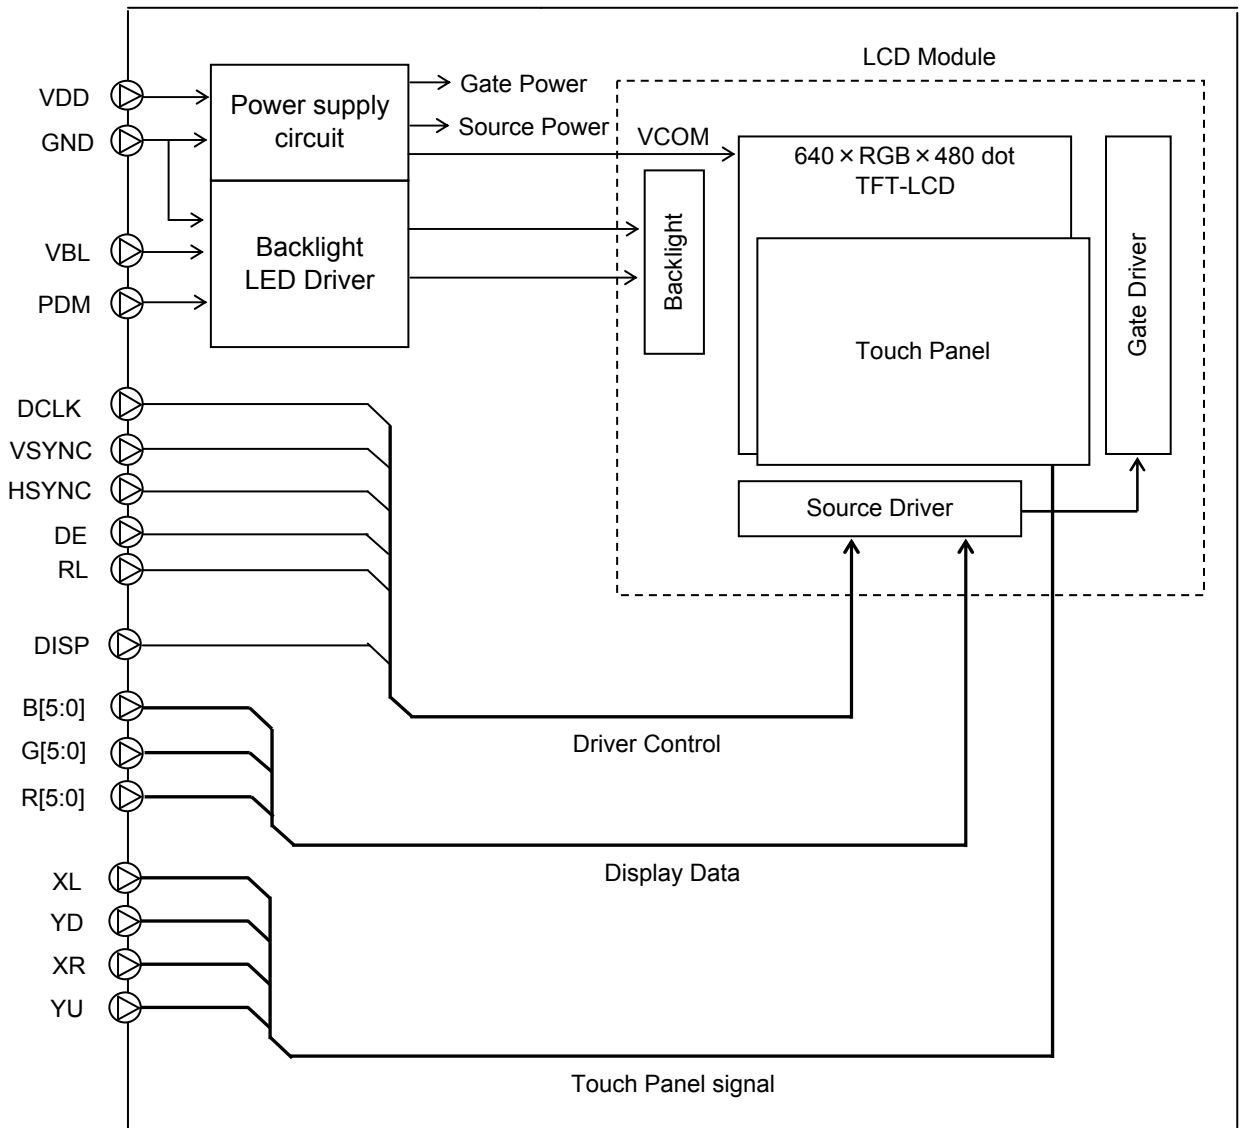 LCD Module
VDD
GND
VBL
PDM
Power supply
circuit
Gate Power
Source Power
VCOM
Backlight
LED Driver
Backlight
640×RGB×480 dot
TFT-LCD
Touch Panel
Gate Driver
Source Driver
DCLK
VSYNC
HSYNC
DE
RL
DISP
Driver Control
B[5:0]
G[5:0]
R[5:0]
Display Data
XL
YD
XR
YU
Touch Panel signal